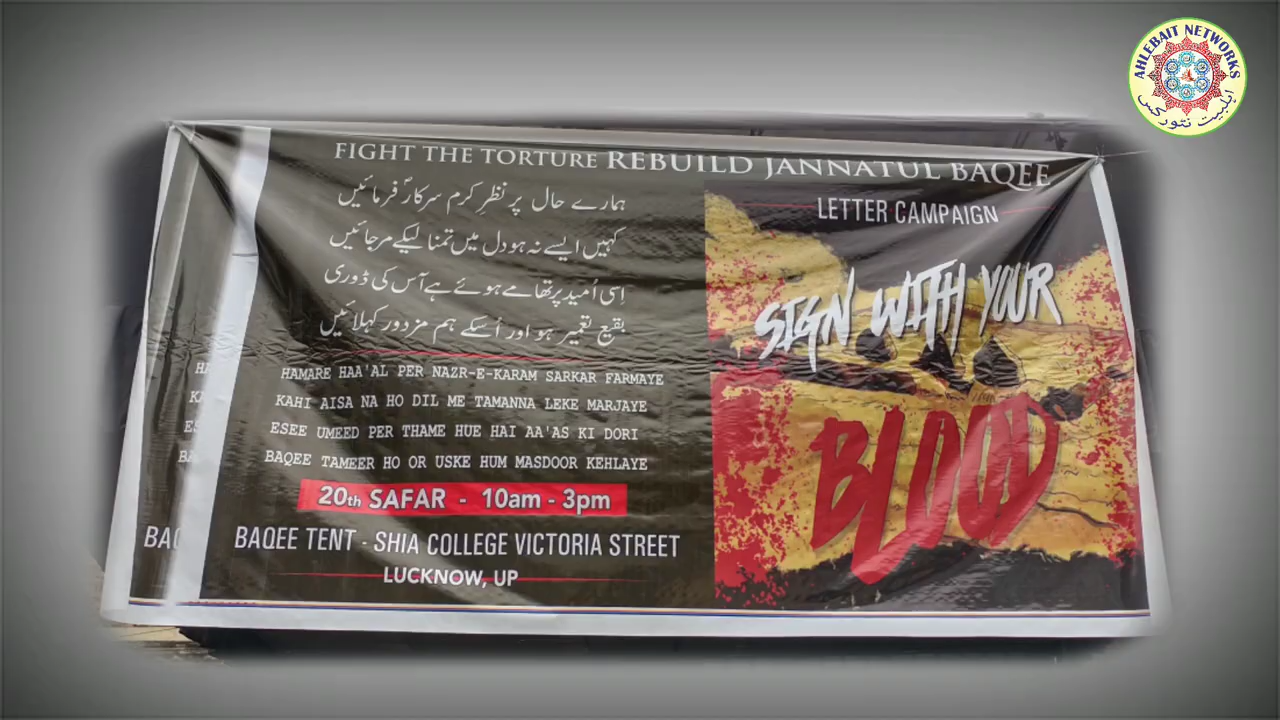 AHLEBAIT NETWORKS
اہلبیت نیٹورکس
FIGHT THE TORTURE REBUILD JANNATUL BAQEE
ہمارے حال پر نظرِ کرم سرکارؐ فرمائیں
کہیں ایسے نہ ہو دل میں تمنا لیکے مرجائیں
اِسی اُمید پر تھامے ہوئے ہے آس کی ڈوری
بقیع تعمیر ہو اور اُسکے ہم مزدور کہلائیں
HAMARE HAA'AL PER NAZR-E-KARAM SARKAR FARMAYE
KAHI AISA NA HO DIL ME TAMANNA LEKE MARJAYE
ESEE UMEED PER THAME HUE HAI AA'AS KI DORI
BAQEE TAMEER HO OR USKE HUM MASDOOR KEHLAYE
20th SAFAR - 10am - 3pm
BAQEE TENT - SHIA COLLEGE VICTORIA STREET
LUCKNOW, UP
LETTER CAMPAIGN
SIGN WITH YOUR
BLOOD